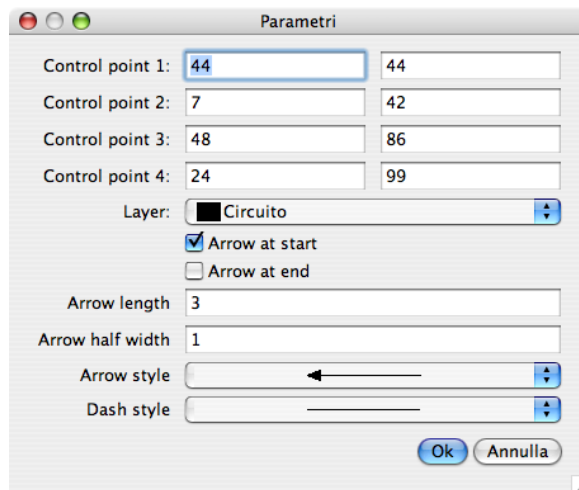 Parametri
Control point 1: 44 44
Control point 2: 7 42
Control point 3: 48 86
Control point 4: 24 99
Layer: Circuito
Arrow at start
Arrow at end
Arrow length 3
Arrow half width 1
Arrow style
Dash style
Ok Annulla